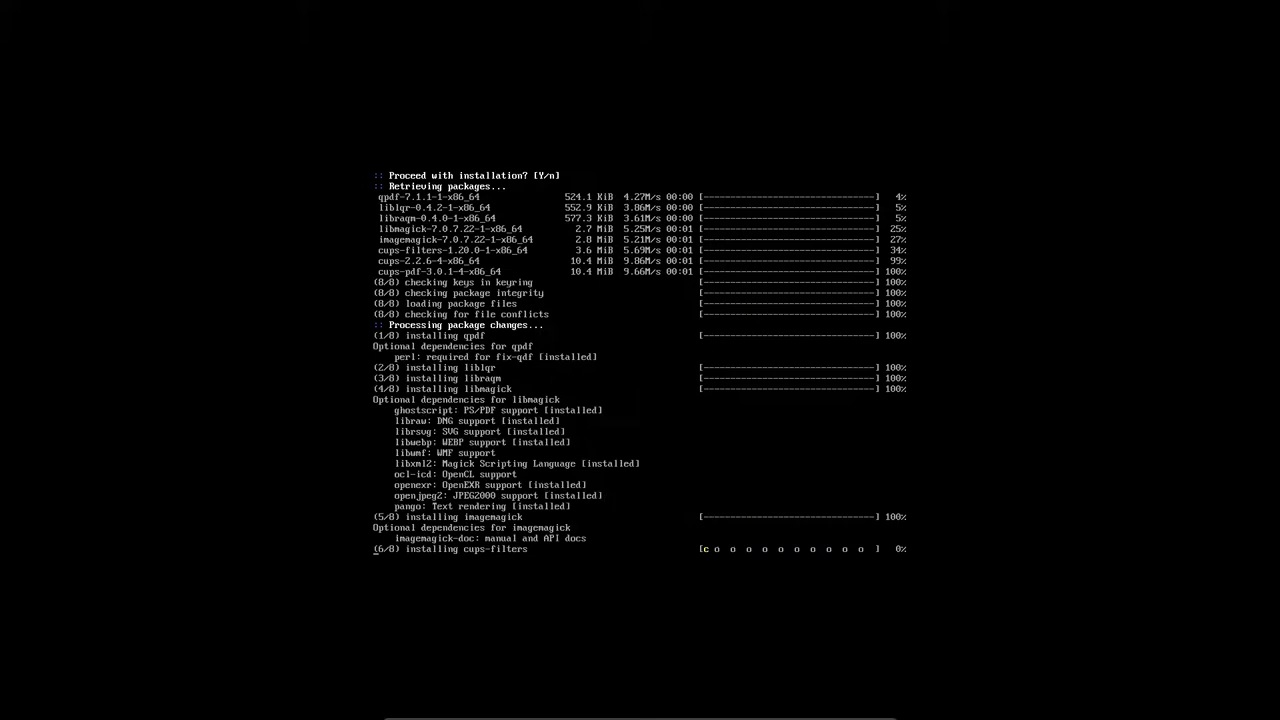 :: Proceed with installation? [Y/n]
:: Retrieving packages...
qpdf-7.1.1-1-x86_64 524.1 KiB 4.27M/s 00:00 [--------------------------------] 4%
liblqr-0.4.2-1-x86_64 552.9 KiB 3.86M/s 00:00 [--------------------------------] 5%
libraqm-0.4.0-1-x86_64 577.3 KiB 3.61M/s 00:00 [--------------------------------] 5%
libmagick-7.0.7.22-1-x86_64 2.7 MiB 5.25M/s 00:01 [--------------------------------] 25%
imagemagick-7.0.7.22-1-x86_64 2.8 MiB 5.21M/s 00:01 [--------------------------------] 27%
cups-filters-1.20.0-1-x86_64 3.6 MiB 5.69M/s 00:01 [--------------------------------] 34%
cups-2.2.6-4-x86_64 10.4 MiB 9.86M/s 00:01 [--------------------------------] 99%
cups-pdf-3.0.1-4-x86_64 10.4 MiB 9.66M/s 00:01 [--------------------------------] 100%
(8/8) checking keys in keyring [--------------------------------] 100%
(8/8) checking package integrity [--------------------------------] 100%
(8/8) loading package files [--------------------------------] 100%
(8/8) checking for file conflicts [--------------------------------] 100%
:: Processing package changes...
(1/8) installing qpdf [--------------------------------] 100%
Optional dependencies for qpdf
perl: required for fix-qdf [installed]
(2/8) installing liblqr [--------------------------------] 100%
(3/8) installing libraqm [--------------------------------] 100%
(4/8) installing libmagick [--------------------------------] 100%
Optional dependencies for libmagick
ghostscript: PS/PDF support [installed]
libraw: DNG support [installed]
librsvg: SVG support [installed]
libwebp: WEBP support [installed]
libwmf: WMF support
libxml2: Magick Scripting Language [installed]
ocl-icd: OpenCL support
openexr: OpenEXR support [installed]
openjpeg2: JPEG2000 support [installed]
pango: Text rendering [installed]
(5/8) installing imagemagick [--------------------------------] 100%
Optional dependencies for imagemagick
imagemagick-doc: manual and API docs
(6/8) installing cups-filters [c o o o o o o o o o o ] 0%